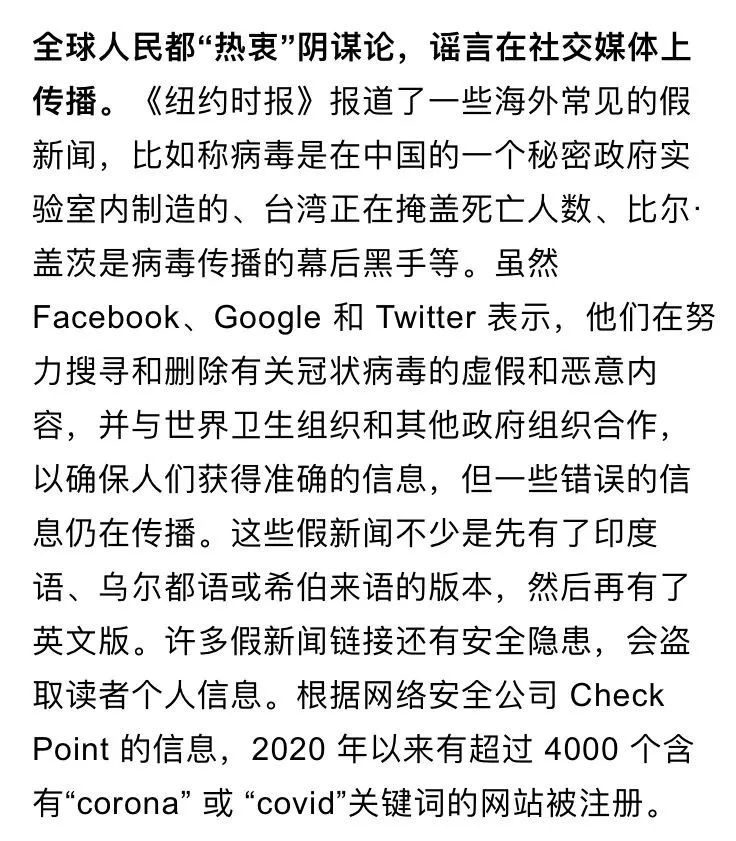 全球人民都“热衷”阴谋论，谣言在社交媒体上
传播。《纽约时报》报道了一些海外常见的假
新闻，比如称病毒是在中国的一个秘密政府实
验室内制造的、台湾正在掩盖死亡人数、比尔·
盖茨是病毒传播的幕后黑手等。虽然
Facebook、Google 和 Twitter 表示，他们在努
力搜寻和删除有关冠状病毒的虚假和恶意内
容，并与世界卫生组织和其他政府组织合作，
以确保人们获得准确的信息，但一些错误的信
息仍在传播。这些假新闻不少是先有了印度
语、乌尔都语或希伯来语的版本，然后再有了
英文版。许多假新闻链接还有安全隐患，会盗
取读者个人信息。根据网络安全公司 Check
Point 的信息，2020 年以来有超过 4000 个含
有“corona” 或 “covid”关键词的网站被注册。